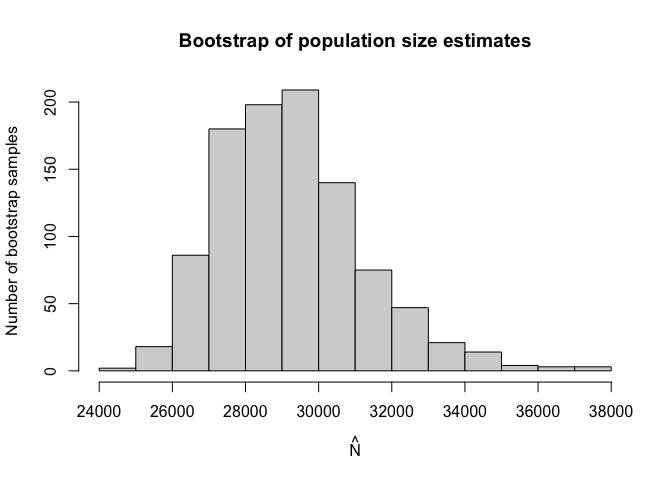 Bootstrap of population size estimates
Number of bootstrap samples
200
150
100
50
0
24000 26000 28000 30000 32000 34000 36000 38000
N̂